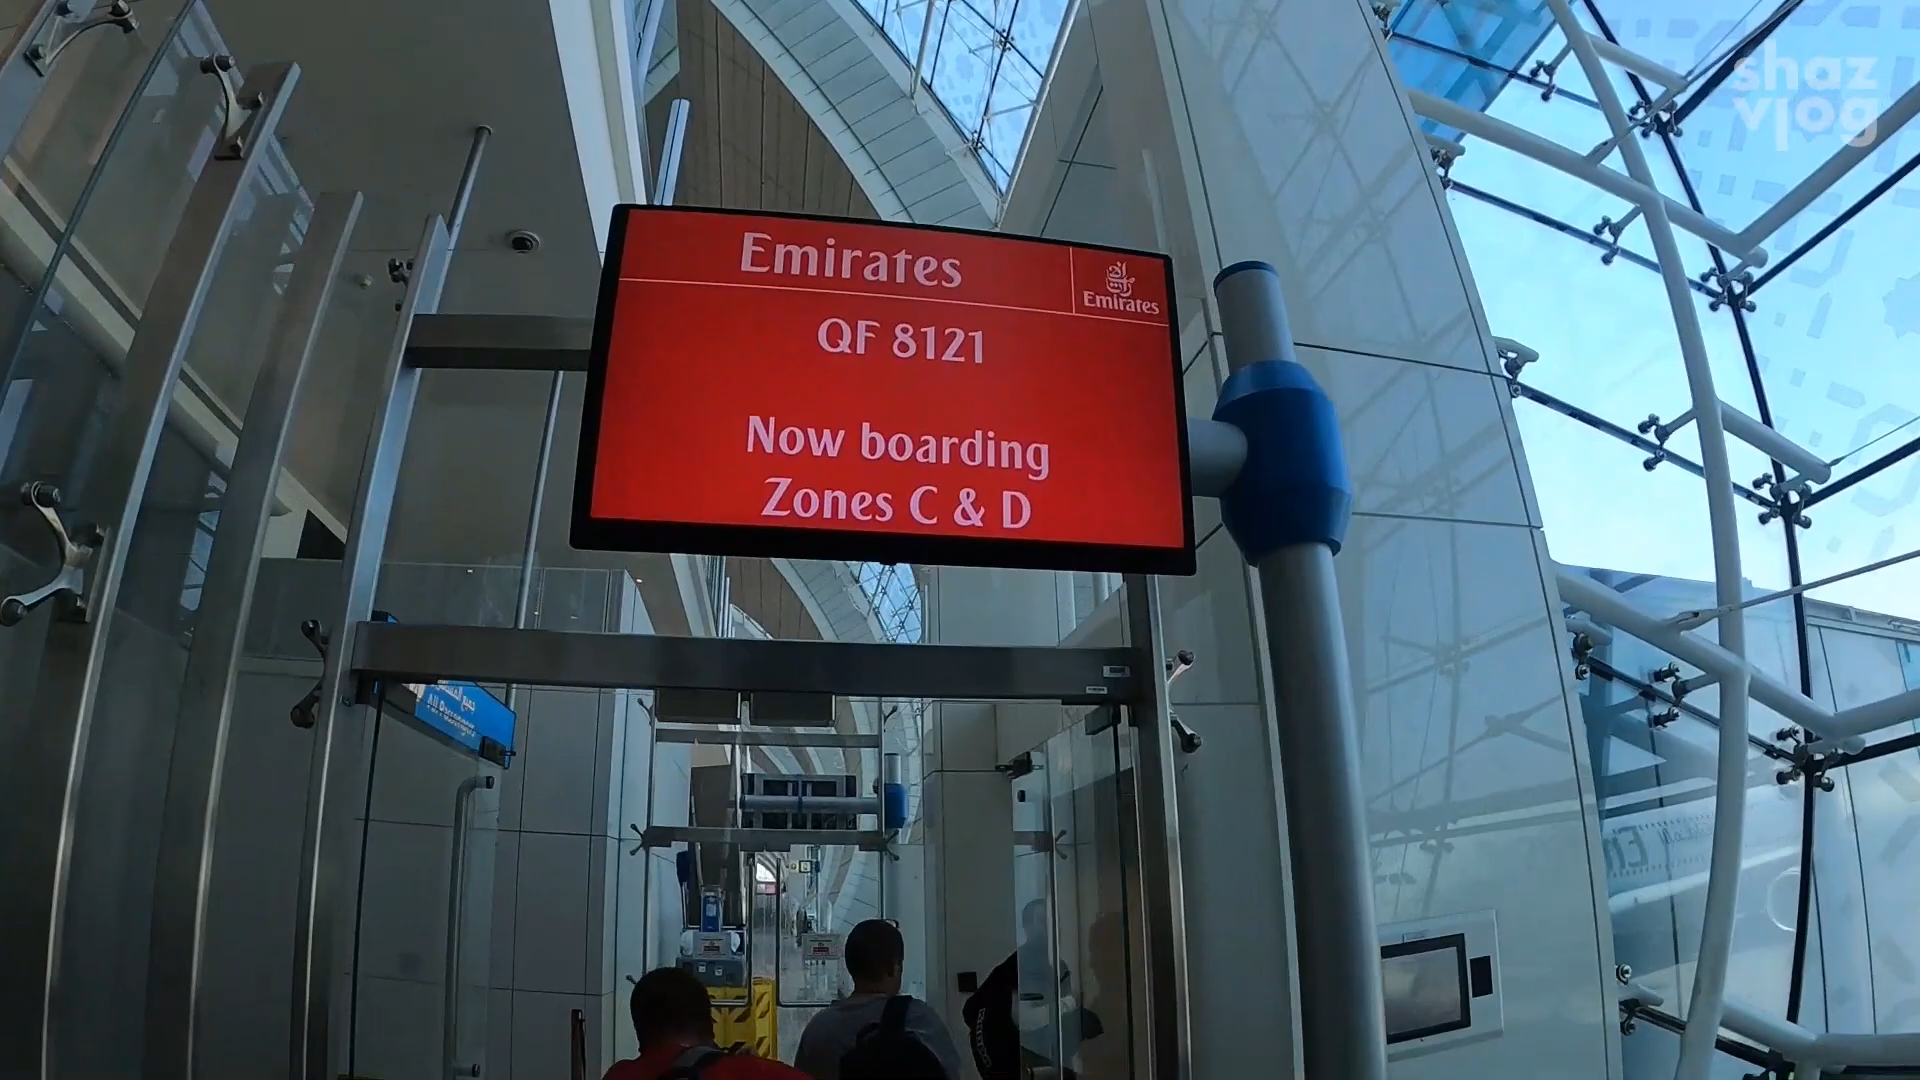 shaz
vlog
Emirates
Emirates
QF 8121
Now boarding
Zones C & D